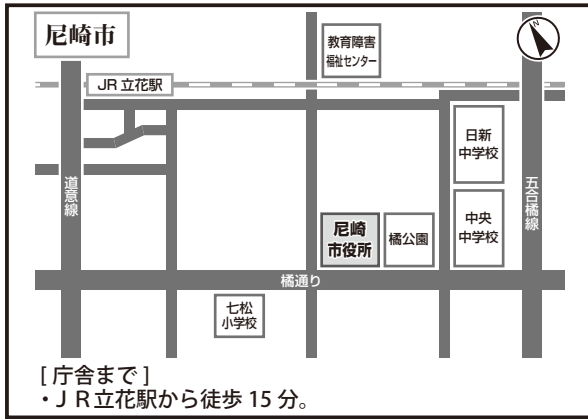 尼崎市
教育障害
福祉センター
N
JR 立花駅
日新
中学校
道意線
五合橘線
尼崎
市役所
橘公園
中央
中学校
橘通り
七松
小学校
[ 庁舎まで ]
・ＪＲ立花駅から徒歩 15 分。